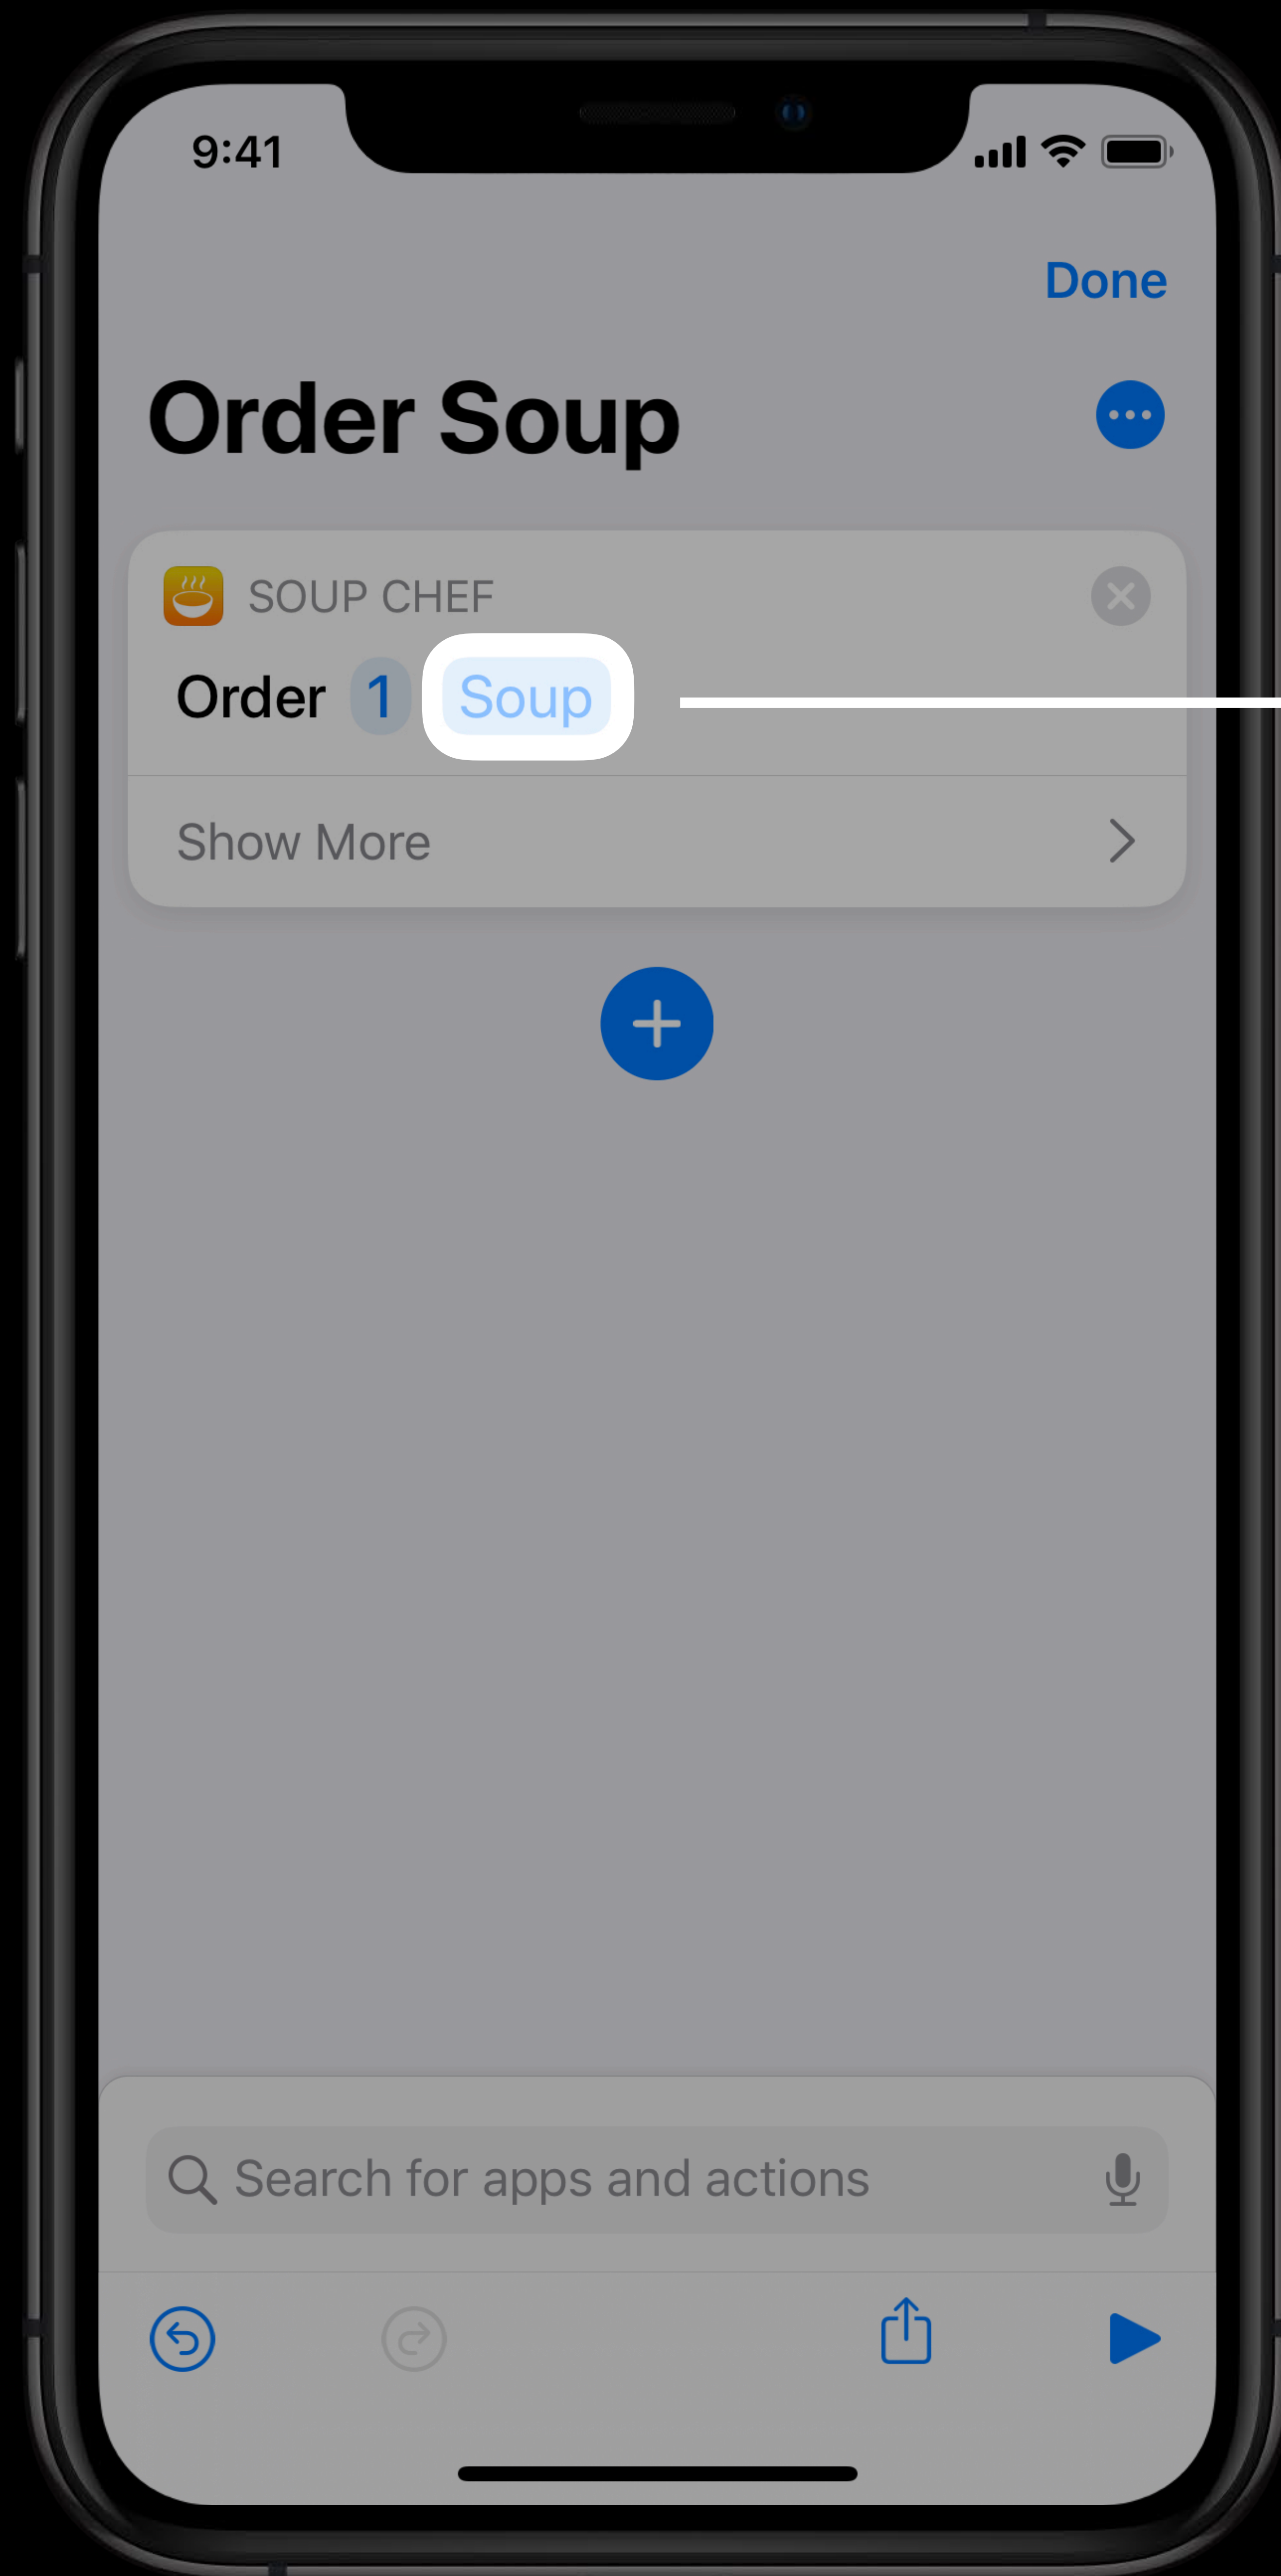 9:41
Done
Order Soup
SOUP CHEF
Order 1 Soup
Show More
Search for apps and actions